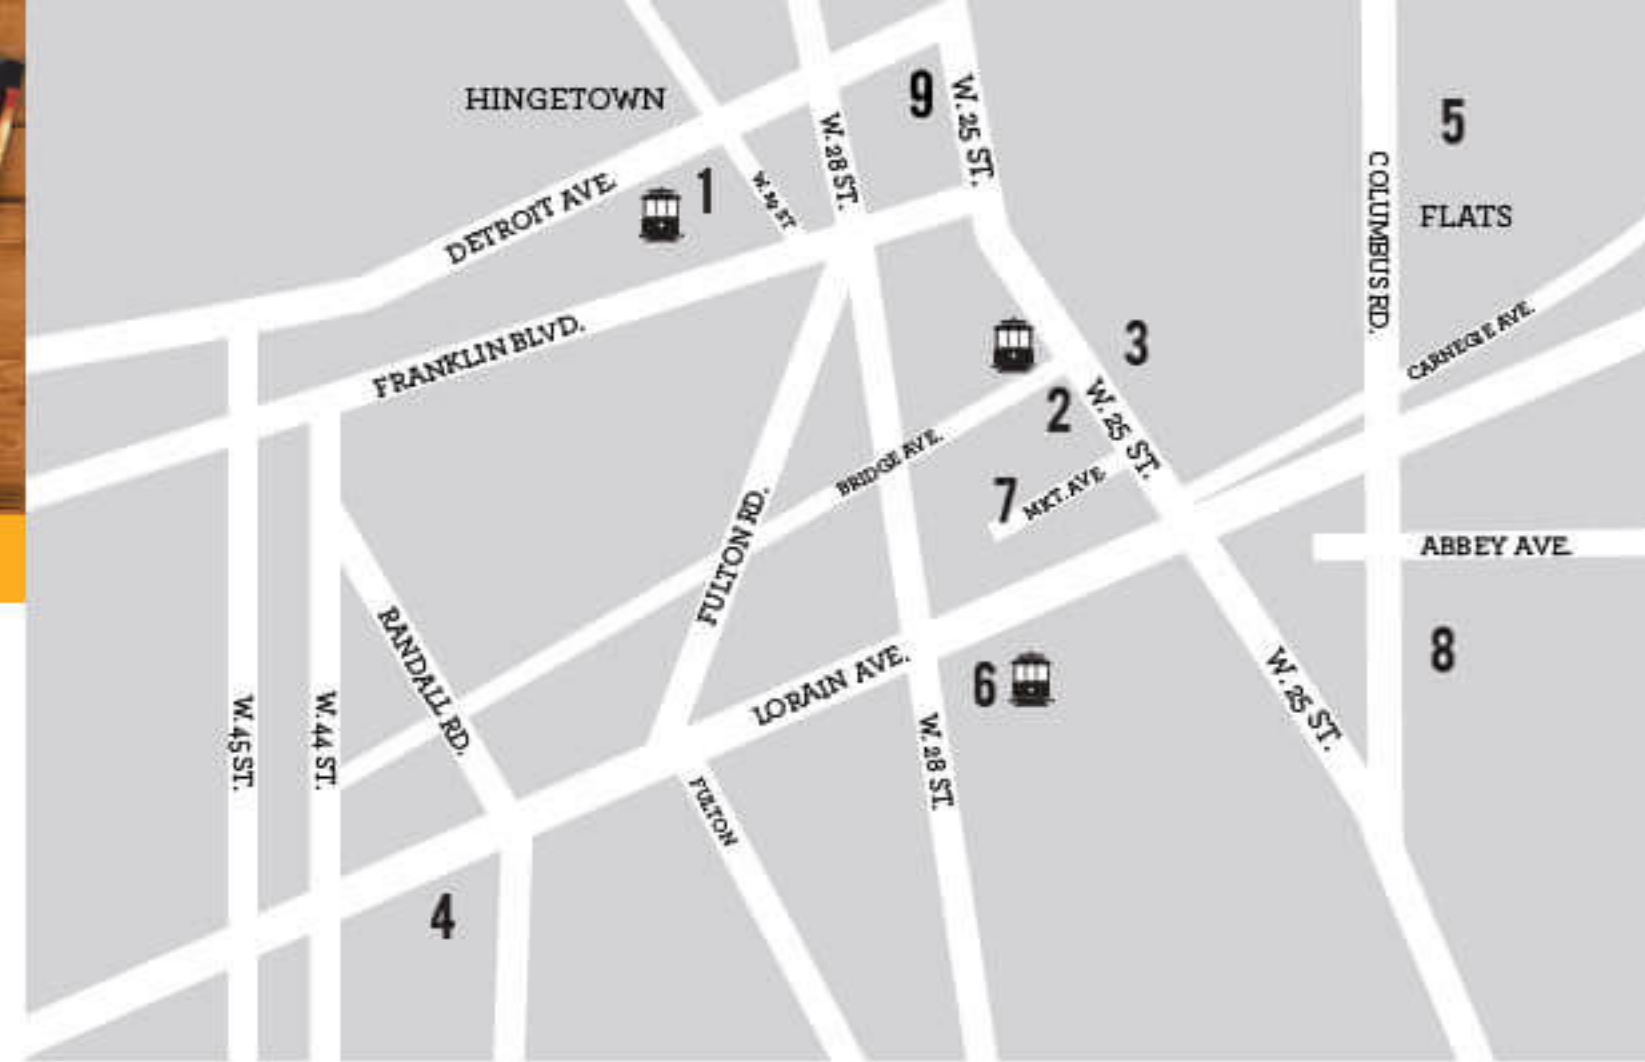 HINGETOWN
9
W. 25 ST.
5
W. 28 ST.
COLUMBUS RD.
DETROIT AVE.
1
FLATS
FRANKLIN BLVD.
3
CARNEGIE AVE.
2
W. 25 ST.
BRIDGE AVE.
7
MKT. AVE.
FULTON RD.
ABBEY AVE.
RANDALL RD.
LORAIN AVE.
6
8
W. 25 ST.
W. 45 ST.
W. 44 ST.
W. 28 ST.
FULTON
4